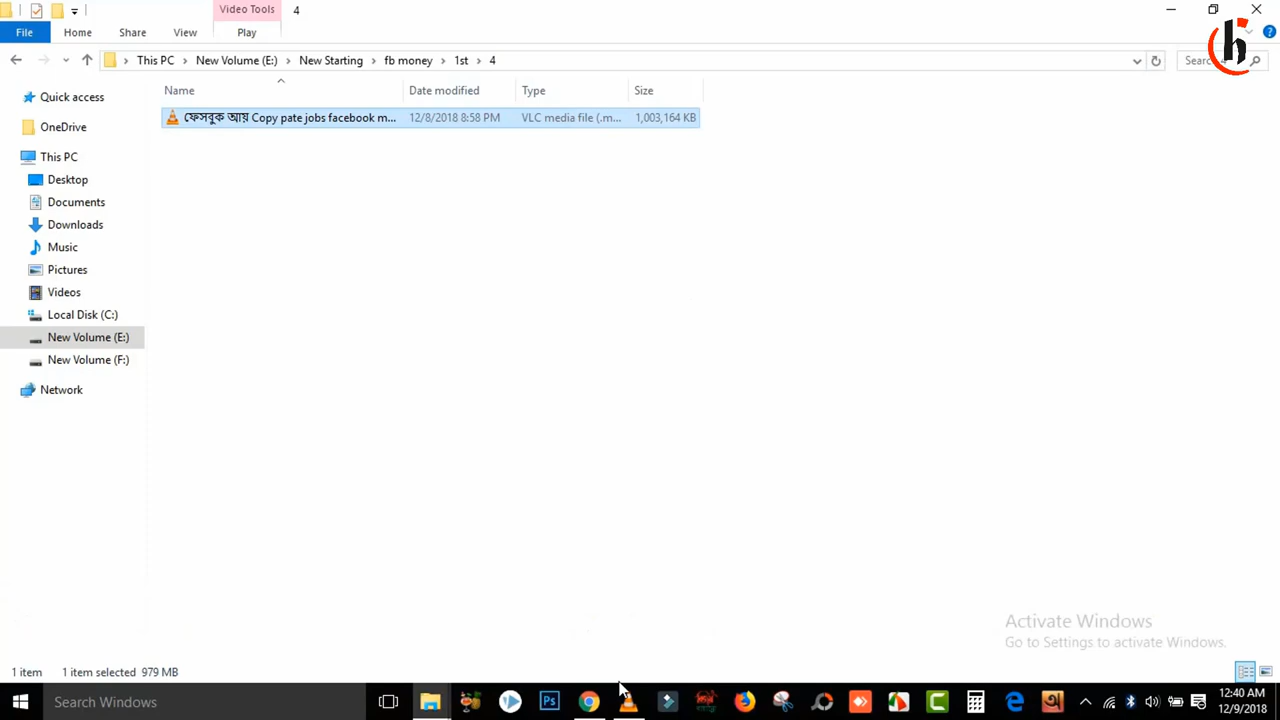 Video Tools 4
File Home Share View Play
This PC New Volume (E:) New Starting fb money 1st 4
Name Date modified Type Size
ফেসবুক আয় Copy pate jobs facebook m... 12/8/2018 8:58 PM VLC media file (.m... 1,003,164 KB
Quick access
OneDrive
This PC
Desktop
Documents
Downloads
Music
Pictures
Videos
Local Disk (C:)
New Volume (E:)
New Volume (F:)
Network
Activate Windows
Go to Settings to activate Windows.
1 item 1 item selected 979 MB
Search Windows
Ps
12:40 AM
12/9/2018